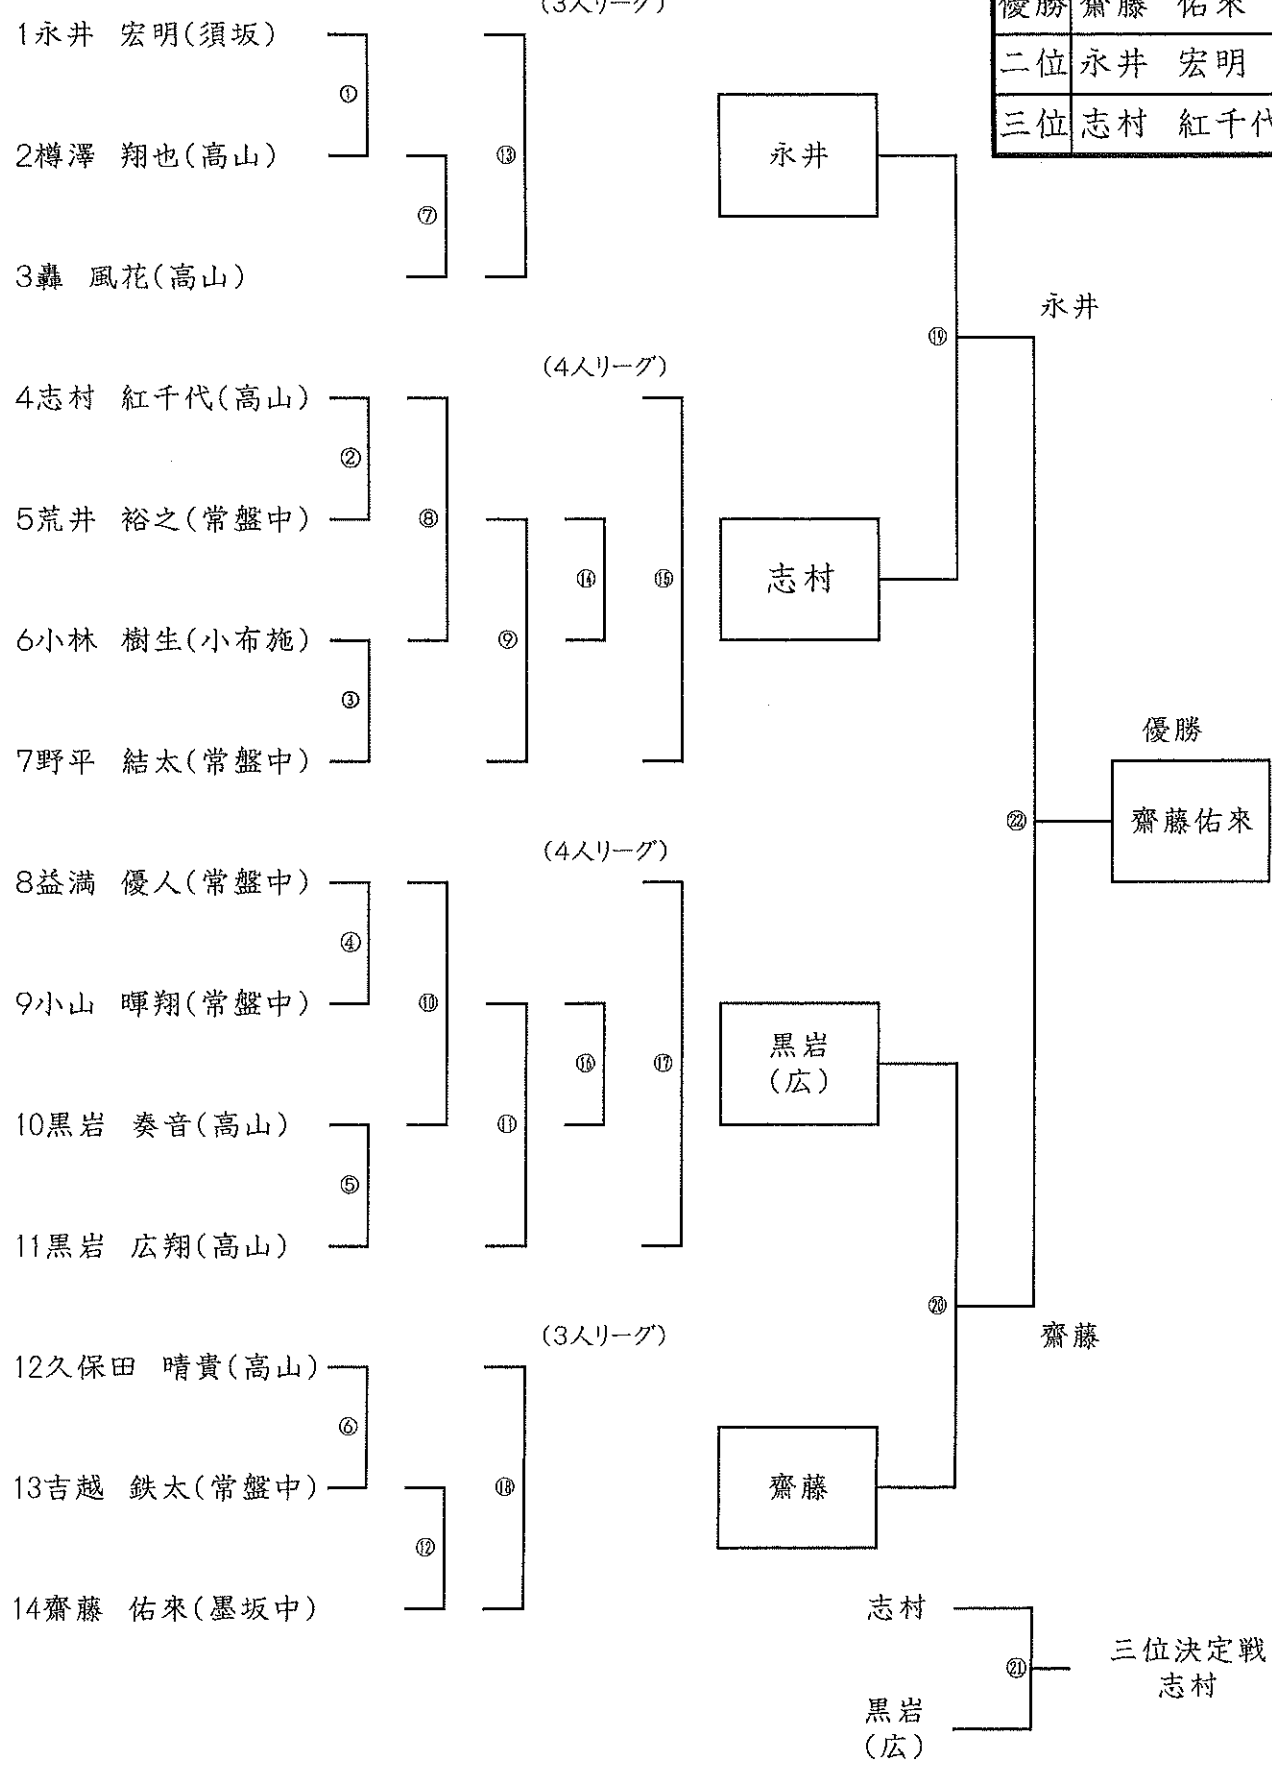 (3人リーグ)
優勝 齋藤 佑来
二位 永井 宏明
三位 志村 紅千代
1永井 宏明(須坂)
①
2樽澤 翔也(高山)
⑬
⑦
3轟 風花(高山)
永井
永井
⑲
(4人リーグ)
4志村 紅千代(高山)
②
5荒井 裕之(常盤中)
⑧
⑭
⑮
志村
6小林 樹生(小布施)
⑨
③
7野平 結太(常盤中)
優勝
㉒
齋藤佑来
(4人リーグ)
8益満 優人(常盤中)
④
9小山 暉翔(常盤中)
⑩
⑯
⑰
黒岩
(広)
10黒岩 奏音(高山)
⑪
⑤
11黒岩 広翔(高山)
⑳
齋藤
(3人リーグ)
12久保田 晴貴(高山)
⑥
13吉越 鉄太(常盤中)
⑱
齋藤
⑫
14齋藤 佑來(墨坂中)
志村
㉑
三位決定戦
志村
黒岩
(広)